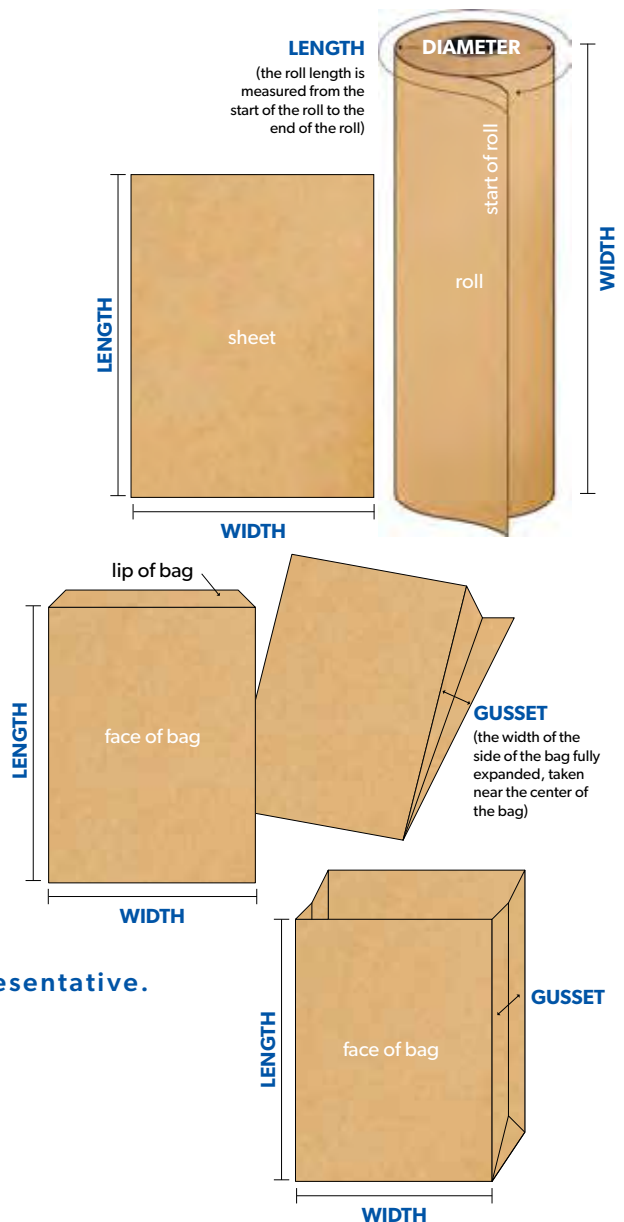 LENGTH
(the roll length is
measured from the
start of the roll to the
end of the roll)
DIAMETER
start of roll
roll
WIDTH
LENGTH
sheet
WIDTH
lip of bag
LENGTH
face of bag
WIDTH
GUSSET
(the width of the
side of the bag fully
expanded, taken
near the center of
the bag)
esentative.
LENGTH
face of bag
GUSSET
WIDTH